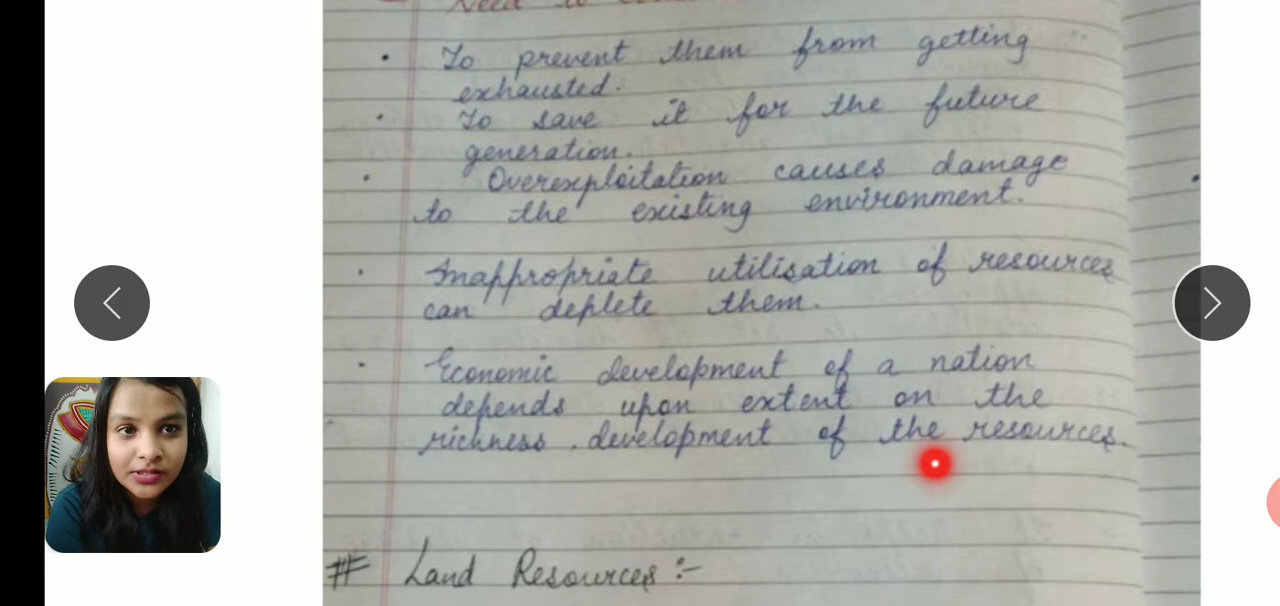 Need to
• To prevent them from getting
exhausted.
• To save it for the future
generation.
• Overexploitation causes damage
to the existing environment.
• Inappropriate utilisation of resources
can deplete them.
• Economic development of a nation
depends upon extent on the
richness, development of the resources.
# Land Resources :-